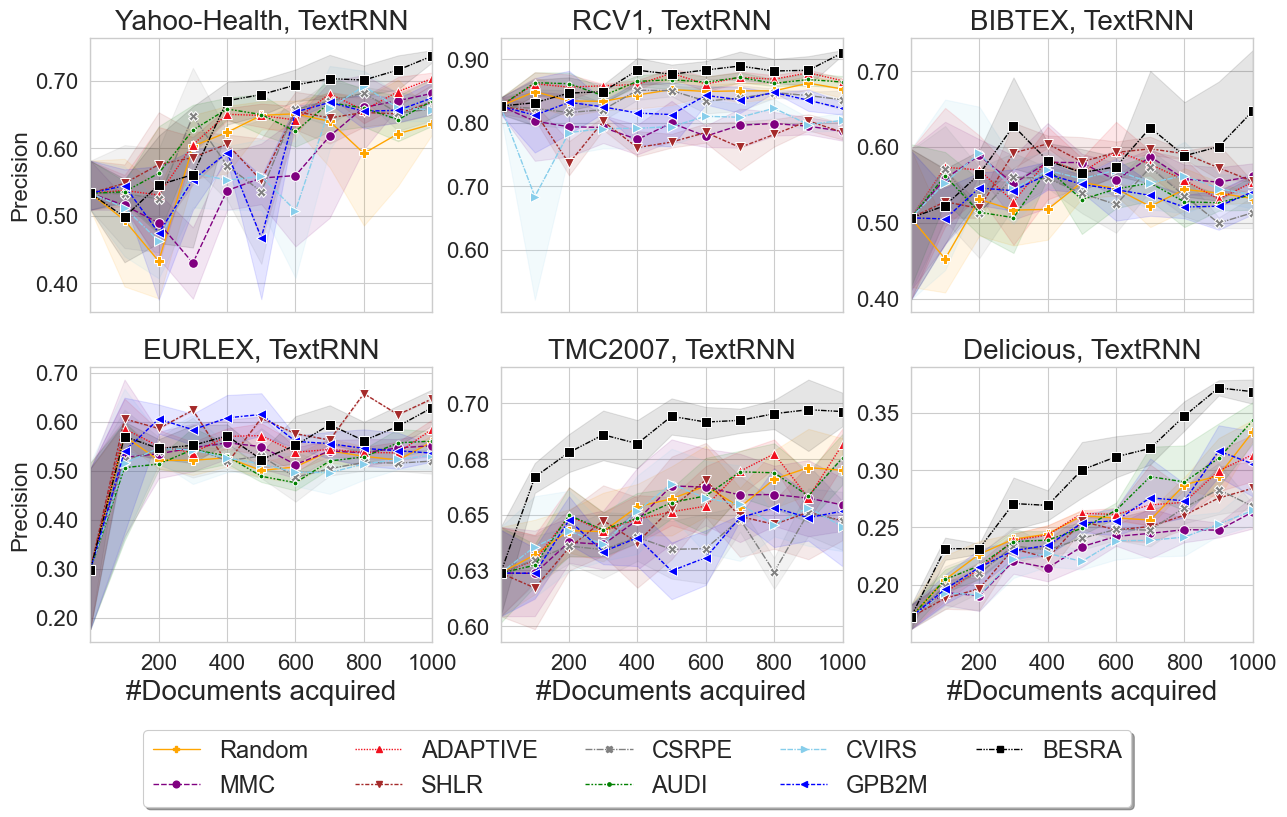 Yahoo-Health, TextRNN
RCV1, TextRNN
BIBTEX, TextRNN
Precision
0.70
0.60
0.50
0.40
0.90
0.80
0.70
0.60
0.70
0.60
0.50
0.40
EURLEX, TextRNN
TMC2007, TextRNN
Delicious, TextRNN
Precision
0.70
0.60
0.50
0.40
0.30
0.20
0.70
0.68
0.65
0.63
0.60
0.35
0.30
0.25
0.20
200 400 600 800 1000
200 400 600 800 1000
200 400 600 800 1000
#Documents acquired
#Documents acquired
#Documents acquired
Random ADAPTIVE CSRPE CVIRS BESRA
MMC SHLR AUDI GPB2M